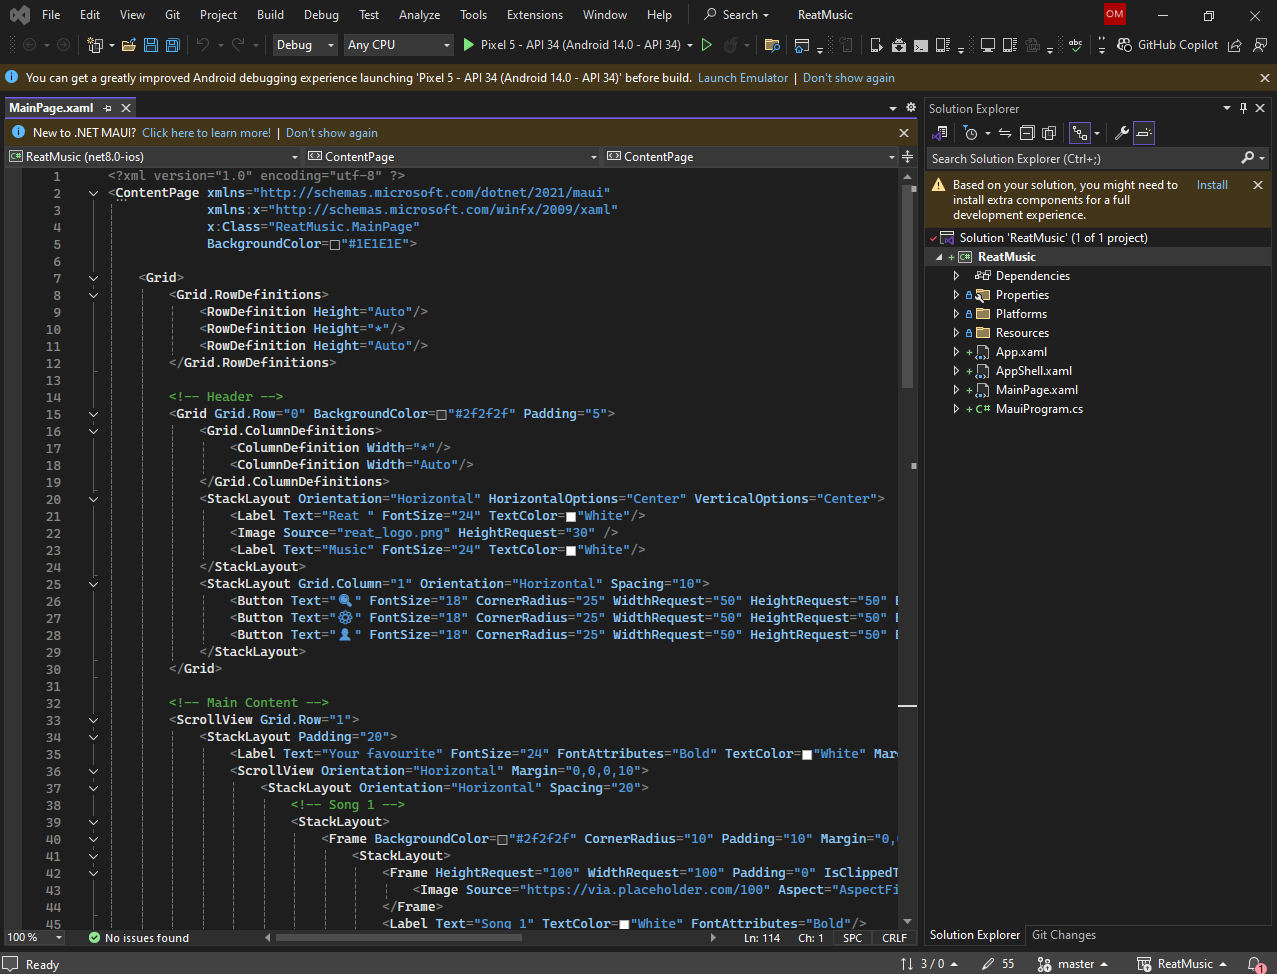 File Edit View Git Project Build Debug Test Analyze Tools Extensions Window Help Search ReatMusic OM
Debug Any CPU Pixel 5 - API 34 (Android 14.0 - API 34) GitHub Copilot
You can get a greatly improved Android debugging experience launching 'Pixel 5 - API 34 (Android 14.0 - API 34)' before build. Launch Emulator | Don't show again
MainPage.xaml
New to .NET MAUI? Click here to learn more! | Don't show again
ReatMusic (net8.0-ios) ContentPage ContentPage
1 <?xml version="1.0" encoding="utf-8" ?>
2 <ContentPage xmlns="http://schemas.microsoft.com/dotnet/2021/maui"
3 xmlns:x="http://schemas.microsoft.com/winfx/2009/xaml"
4 x:Class="ReatMusic.MainPage"
5 BackgroundColor="#1E1E1E">
6
7 <Grid>
8 <Grid.RowDefinitions>
9 <RowDefinition Height="Auto"/>
10 <RowDefinition Height="*"/>
11 <RowDefinition Height="Auto"/>
12 </Grid.RowDefinitions>
13
14 <!-- Header -->
15 <Grid Grid.Row="0" BackgroundColor="#2f2f2f" Padding="5">
16 <Grid.ColumnDefinitions>
17 <ColumnDefinition Width="*"/>
18 <ColumnDefinition Width="Auto"/>
19 </Grid.ColumnDefinitions>
20 <StackLayout Orientation="Horizontal" HorizontalOptions="Center" VerticalOptions="Center">
21 <Label Text="Reat " FontSize="24" TextColor="White"/>
22 <Image Source="reat_logo.png" HeightRequest="30" />
23 <Label Text="Music" FontSize="24" TextColor="White"/>
24 </StackLayout>
25 <StackLayout Grid.Column="1" Orientation="Horizontal" Spacing="10">
26 <Button Text="🔍" FontSize="18" CornerRadius="25" WidthRequest="50" HeightRequest="50"
27 <Button Text="⚙" FontSize="18" CornerRadius="25" WidthRequest="50" HeightRequest="50"
28 <Button Text="👤" FontSize="18" CornerRadius="25" WidthRequest="50" HeightRequest="50"
29 </StackLayout>
30 </Grid>
31
32 <!-- Main Content -->
33 <ScrollView Grid.Row="1">
34 <StackLayout Padding="20">
35 <Label Text="Your favourite" FontSize="24" FontAttributes="Bold" TextColor="White" Mar
36 <ScrollView Orientation="Horizontal" Margin="0,0,0,10">
37 <StackLayout Orientation="Horizontal" Spacing="20">
38 <!-- Song 1 -->
39 <StackLayout>
40 <Frame BackgroundColor="#2f2f2f" CornerRadius="10" Padding="10" Margin="0,
41 <StackLayout>
42 <Frame HeightRequest="100" WidthRequest="100" Padding="0" IsClippedT
43 <Image Source="https://via.placeholder.com/100" Aspect="AspectFi
44 </Frame>
45 <Label Text="Song 1" TextColor="White" FontAttributes="Bold"/>
100 % No issues found Ln: 114 Ch: 1 SPC CRLF
Solution Explorer
Search Solution Explorer (Ctrl+;)
Based on your solution, you might need to install extra components for a full development experience. Install
Solution 'ReatMusic' (1 of 1 project)
ReatMusic
Dependencies
Properties
Platforms
Resources
App.xaml
AppShell.xaml
MainPage.xaml
MauiProgram.cs
Solution Explorer Git Changes
Ready 3 / 0 55 master ReatMusic 1